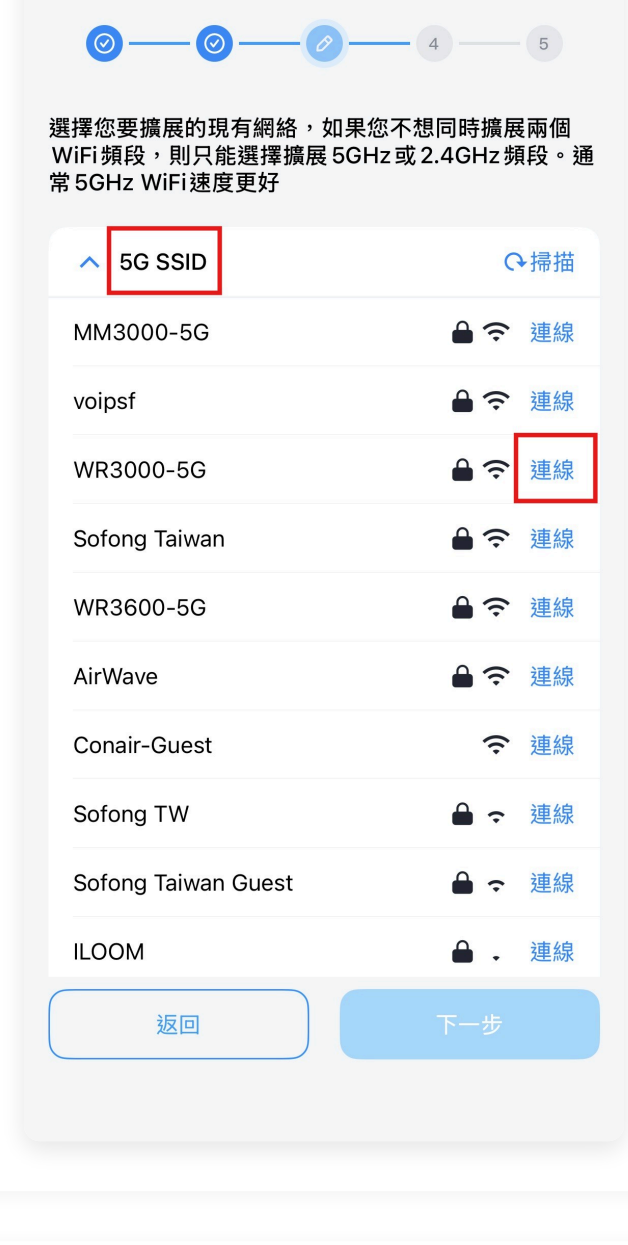 4
5
選擇您要擴展的現有網絡，如果您不想同時擴展兩個
WiFi頻段，則只能選擇擴展5GHz或2.4GHz頻段。通
常5GHz WiFi速度更好
5G SSID 掃描
MM3000-5G 連線
voipsf 連線
WR3000-5G 連線
Sofong Taiwan 連線
WR3600-5G 連線
AirWave 連線
Conair-Guest 連線
Sofong TW 連線
Sofong Taiwan Guest 連線
ILOOM 連線
返回 下一步